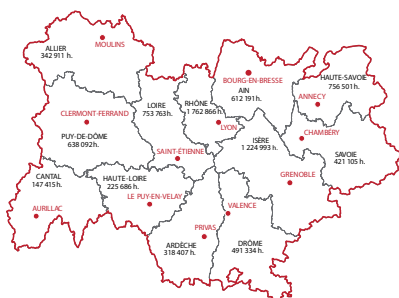 ALLIER
342 911 h.
MOULINS
BOURG-EN-BRESSE
AIN
612 191 h.
HAUTE-SAVOIE
756 501 h.
ANNECY
CLERMONT-FERRAND
PUY-DE-DÔME
638 092h.
LOIRE
753 763h.
RHÔNE
1 762 866 h.
LYON
CHAMBÉRY
ISÈRE
1 224 993 h.
SAVOIE
421 105 h.
SAINT-ÉTIENNE
CANTAL
147 415 h.
HAUTE-LOIRE
225 686 h.
GRENOBLE
AURILLAC
LE PUY-EN-VELAY
VALENCE
PRIVAS
ARDÈCHE
318 407 h.
DRÔME
491 334 h.